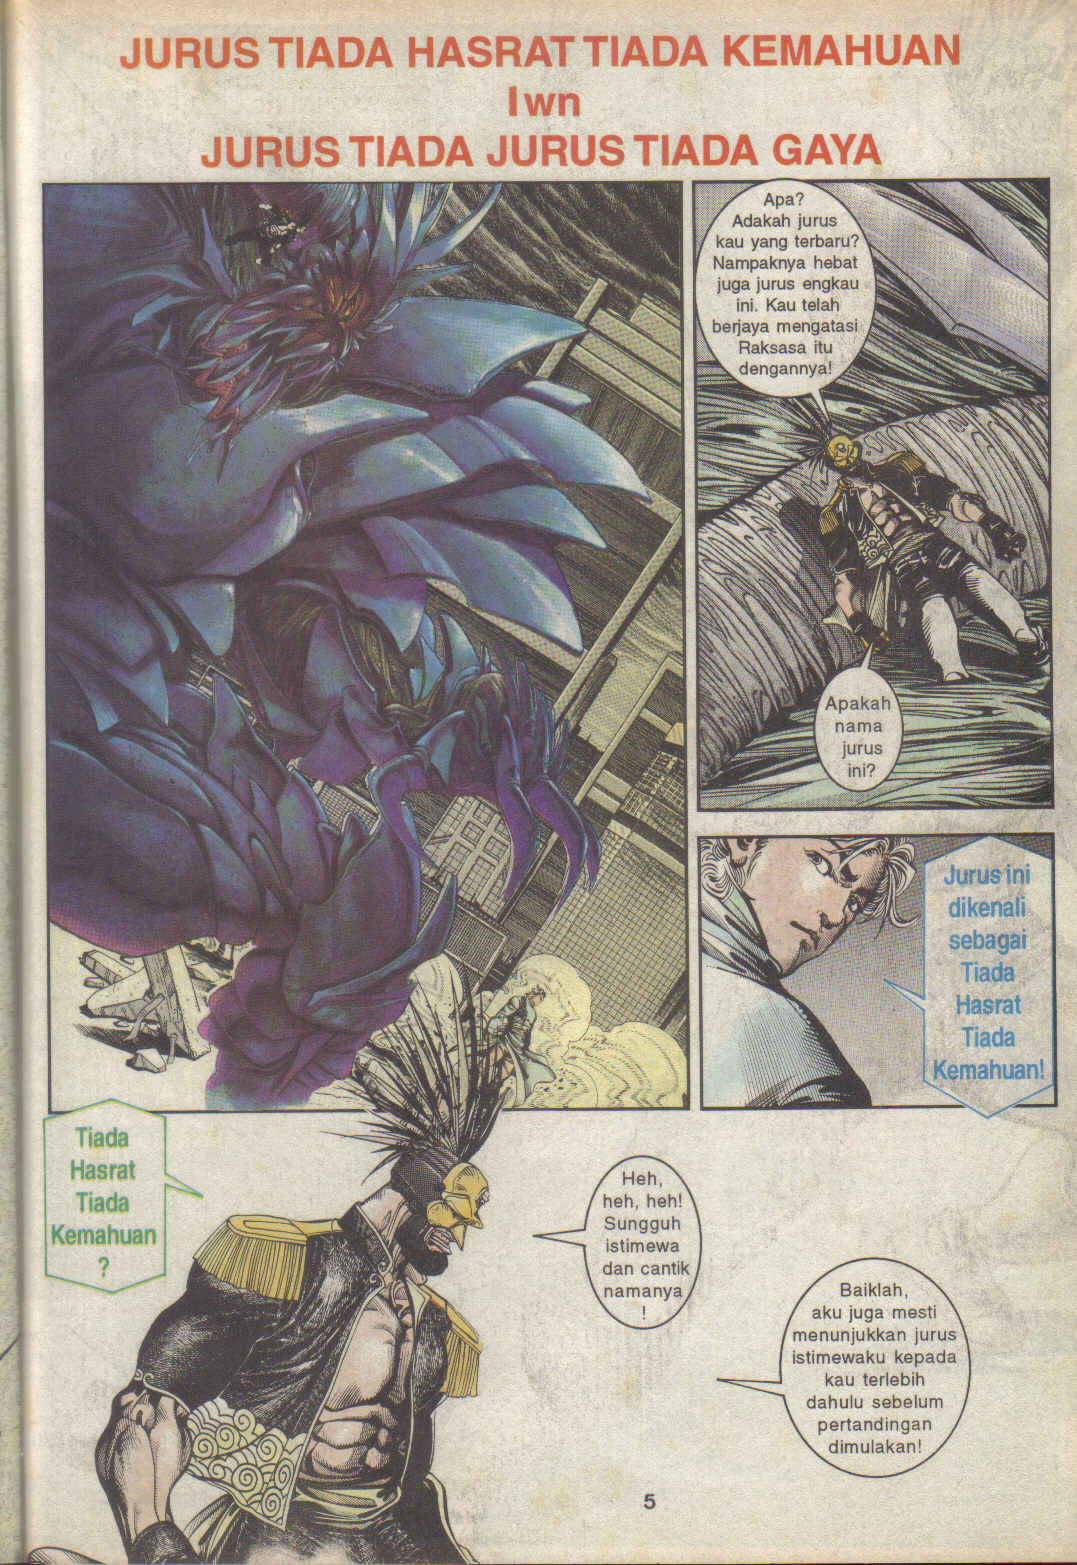 JURUS TIADA HASRAT TIADA KEMAHUAN
lwn
JURUS TIADA JURUS TIADA GAYA
Apa?
Adakah jurus
kau yang terbaru?
Nampaknya hebat
juga jurus engkau
ini. Kau telah
berjaya mengatasi
Raksasa itu
dengannya!
Apakah
nama
jurus
ini?
Jurus ini
dikenali
sebagai
Tiada
Hasrat
Tiada
Kemahuan!
Tiada
Hasrat
Tiada
Kemahuan
?
Heh,
heh, heh!
Sungguh
istimewa
dan cantik
namanya
!
Baiklah,
aku juga mesti
menunjukkan jurus
istimewaku kepada
kau terlebih
dahulu sebelum
pertandingan
dimulakan!
5